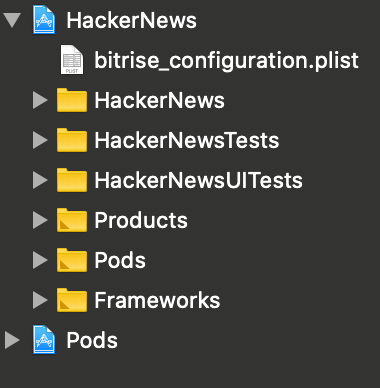 HackerNews
PLIST bitrise_configuration.plist
HackerNews
HackerNewsTests
HackerNewsUITests
Products
Pods
Frameworks
Pods